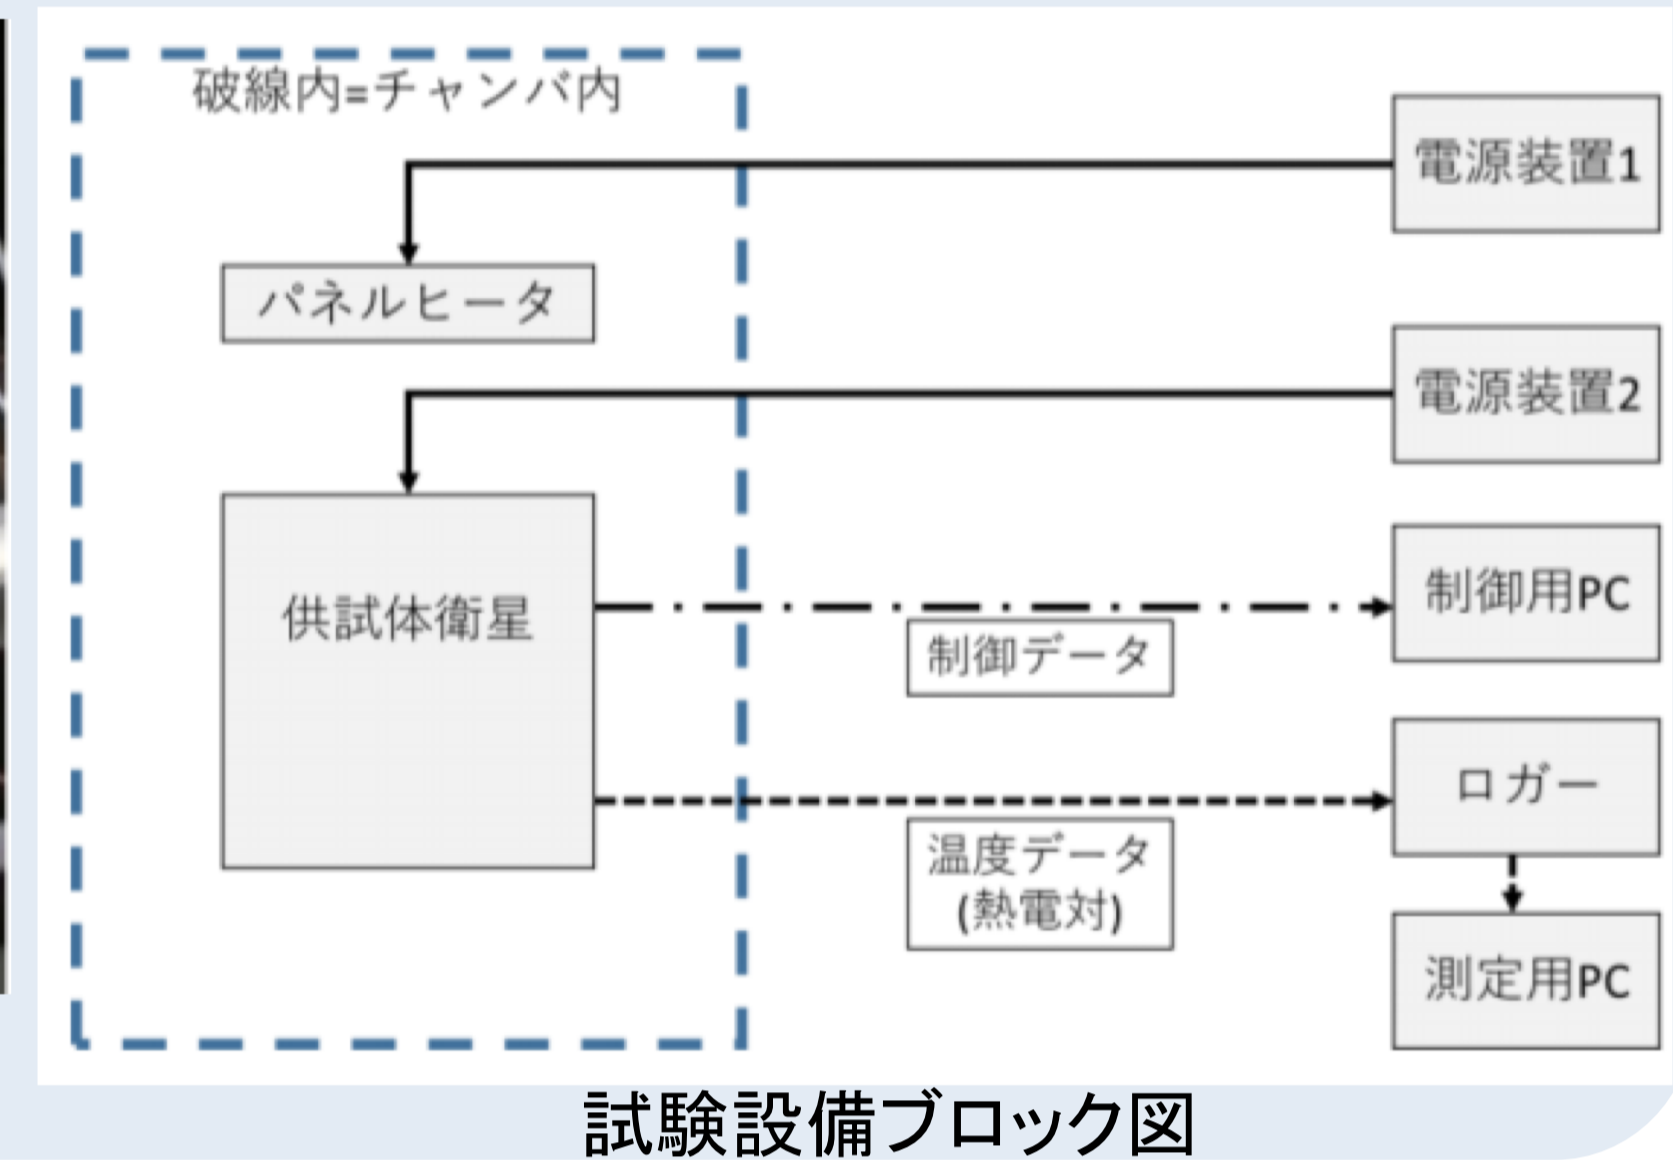 破線内=チャンバ内
電源装置1
パネルヒータ
電源装置2
供試体衛星
制御用PC
制御データ
ロガー
温度データ
(熱電対)
測定用PC
試験設備ブロック図